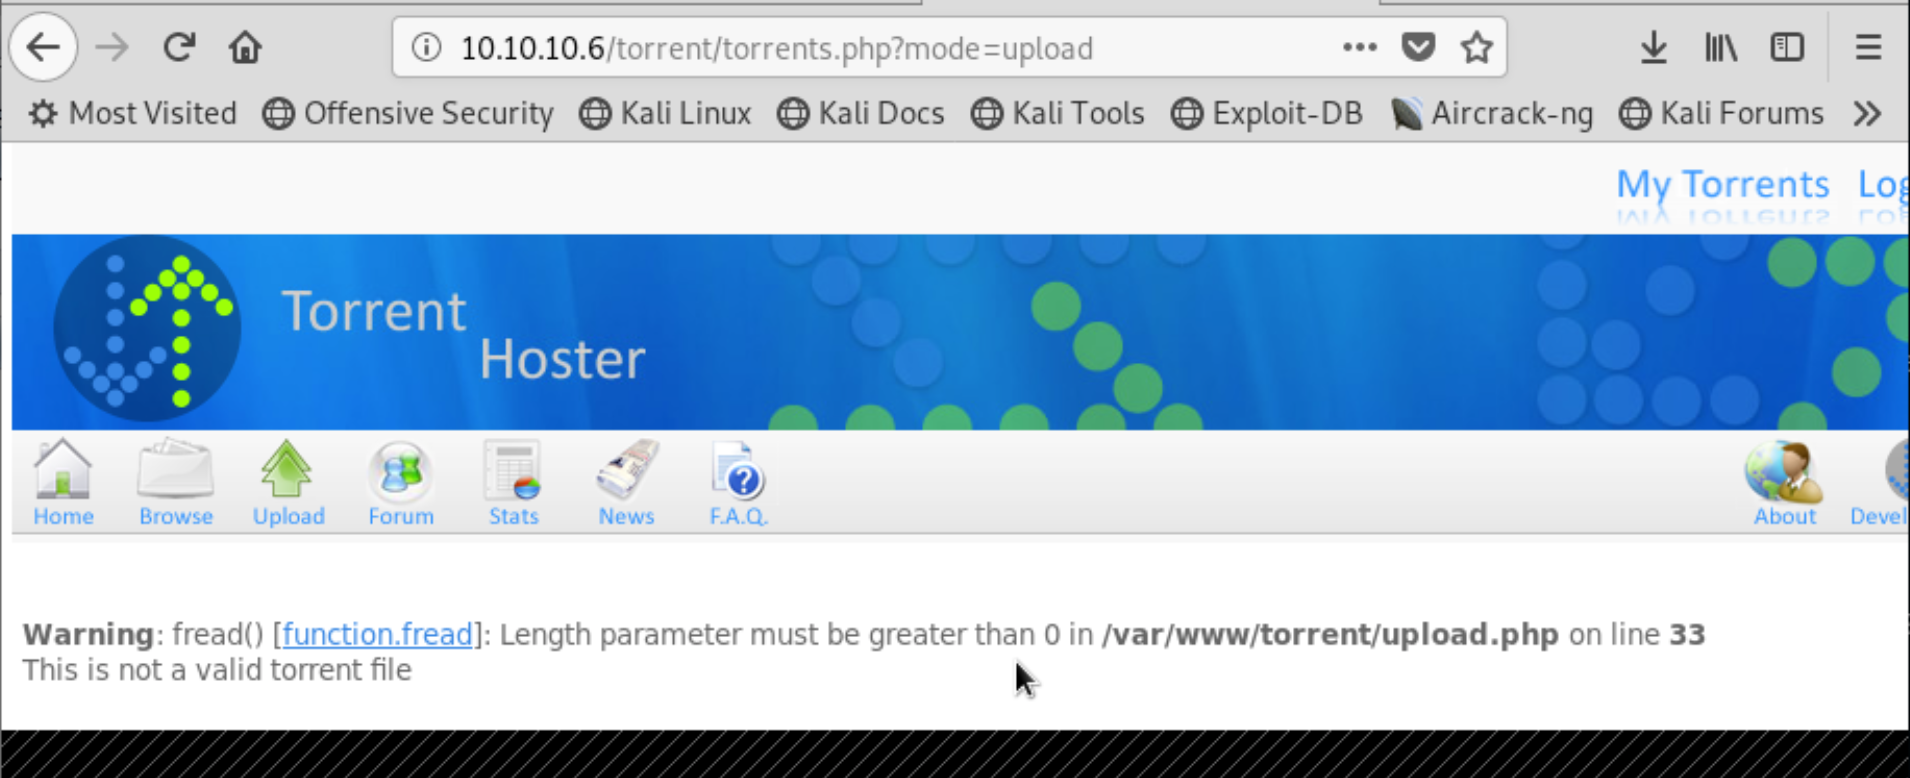 10.10.10.6/torrent/torrents.php?mode=upload
Most Visited Offensive Security Kali Linux Kali Docs Kali Tools Exploit-DB Aircrack-ng Kali Forums
My Torrents Log
Torrent
Hoster
Home Browse Upload Forum Stats News F.A.Q. About Devel
Warning: fread() [function.fread]: Length parameter must be greater than 0 in /var/www/torrent/upload.php on line 33
This is not a valid torrent file